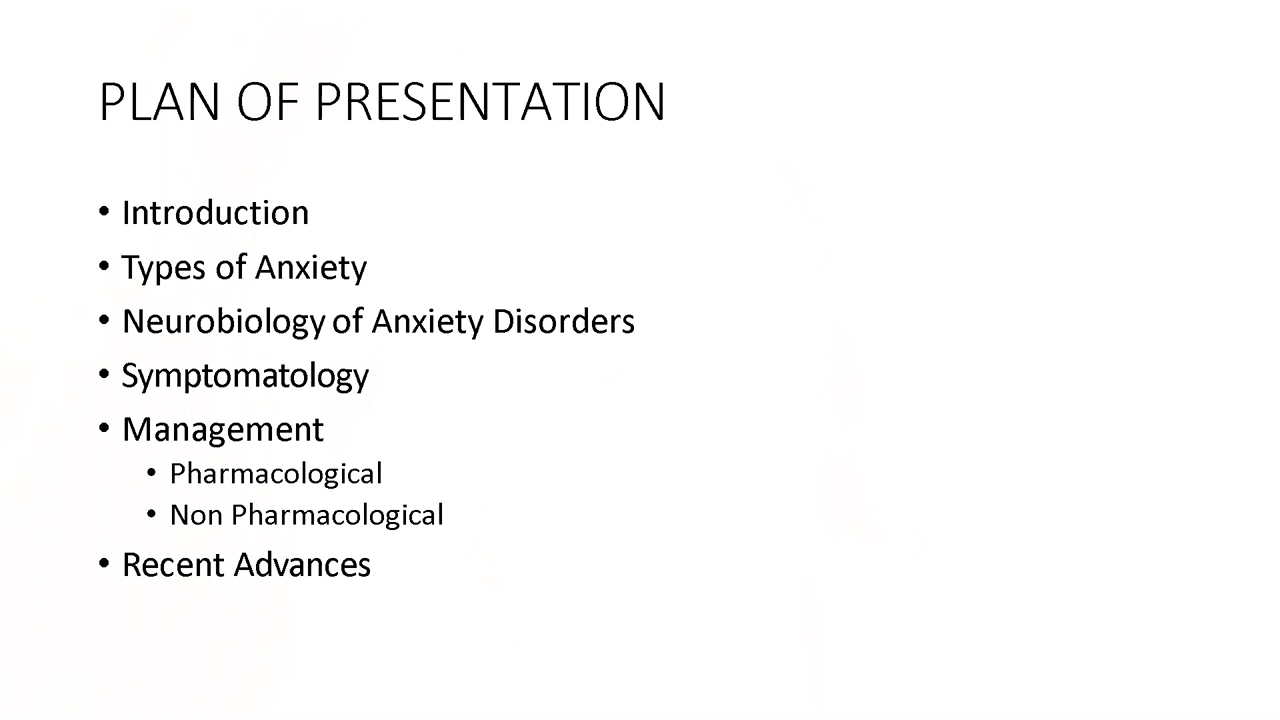 PLAN OF PRESENTATION
• Introduction
• Types of Anxiety
• Neurobiology of Anxiety Disorders
• Symptomatology
• Management
• Pharmacological
• Non Pharmacological
• Recent Advances